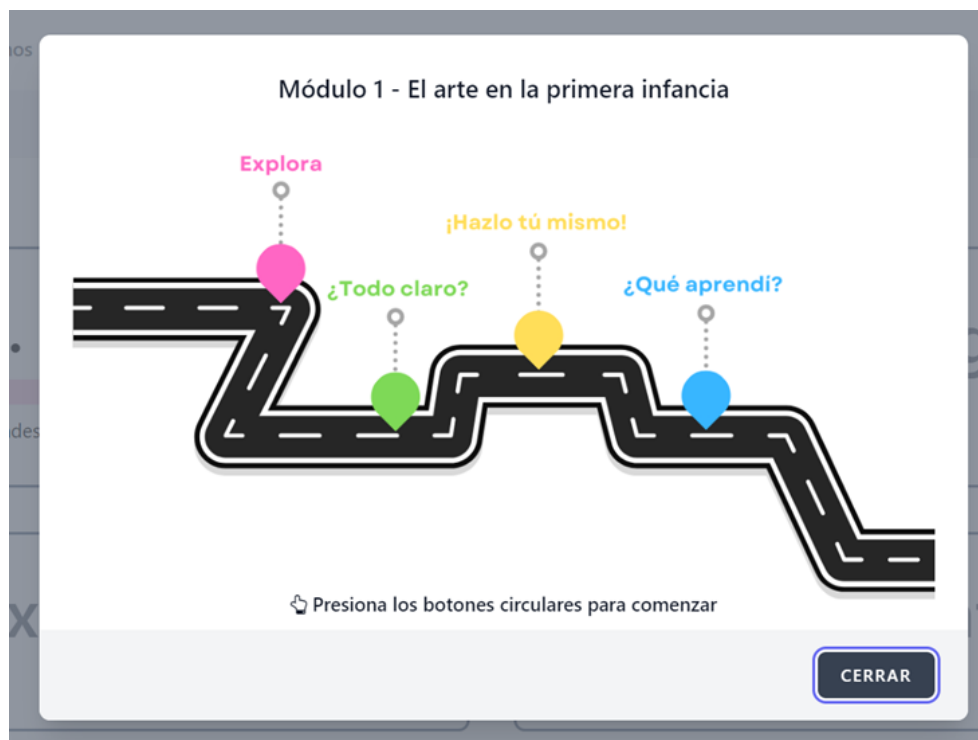 Módulo 1 - El arte en la primera infancia
Explora
¡Hazlo tú mismo!
¿Todo claro?
¿Qué aprendí?
Presiona los botones circulares para comenzar
CERRAR